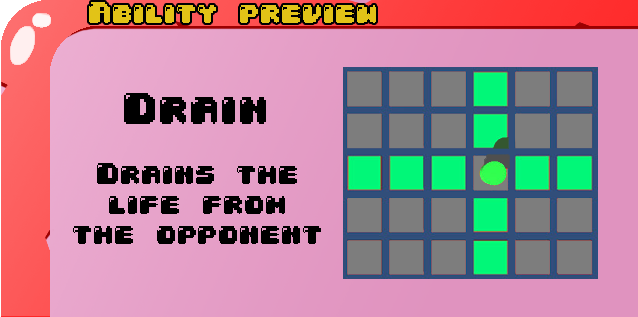 Ability preview
Drain
Drains the
life from
the opponent